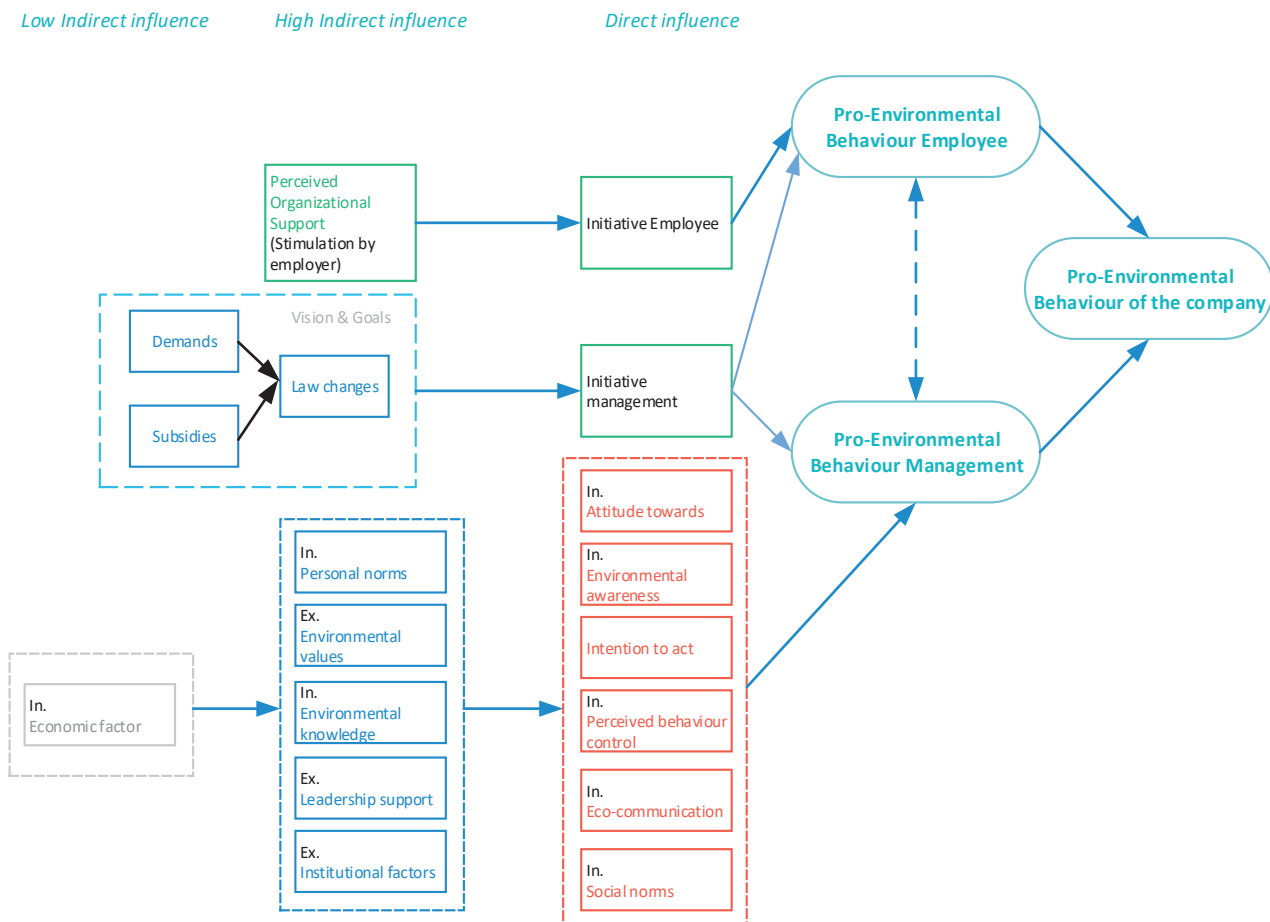 Low Indirect influence
High Indirect influence
Direct influence
Pro-Environmental
Behaviour Employee
Perceived
Organizational
Support
(Stimulation by
employer)
Initiative Employee
Pro-Environmental
Behaviour of the company
Vision & Goals
Demands
Law changes
Subsidies
Initiative
management
Pro-Environmental
Behaviour Management
In.
Attitude towards
In.
Personal norms
In.
Environmental
awareness
Ex.
Environmental
values
Intention to act
In.
Economic factor
In.
Environmental
knowledge
In.
Perceived behaviour
control
Ex.
Leadership support
In.
Eco-communication
Ex.
Institutional factors
In.
Social norms